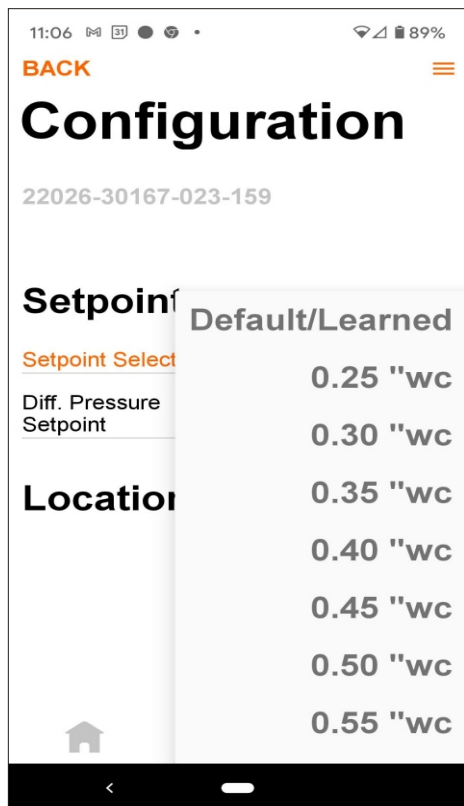 11:06 31 89%
BACK
Configuration
22026-30167-023-159
Setpoint
Setpoint Select
Diff. Pressure
Setpoint
Location
Default/Learned
0.25 "wc
0.30 "wc
0.35 "wc
0.40 "wc
0.45 "wc
0.50 "wc
0.55 "wc